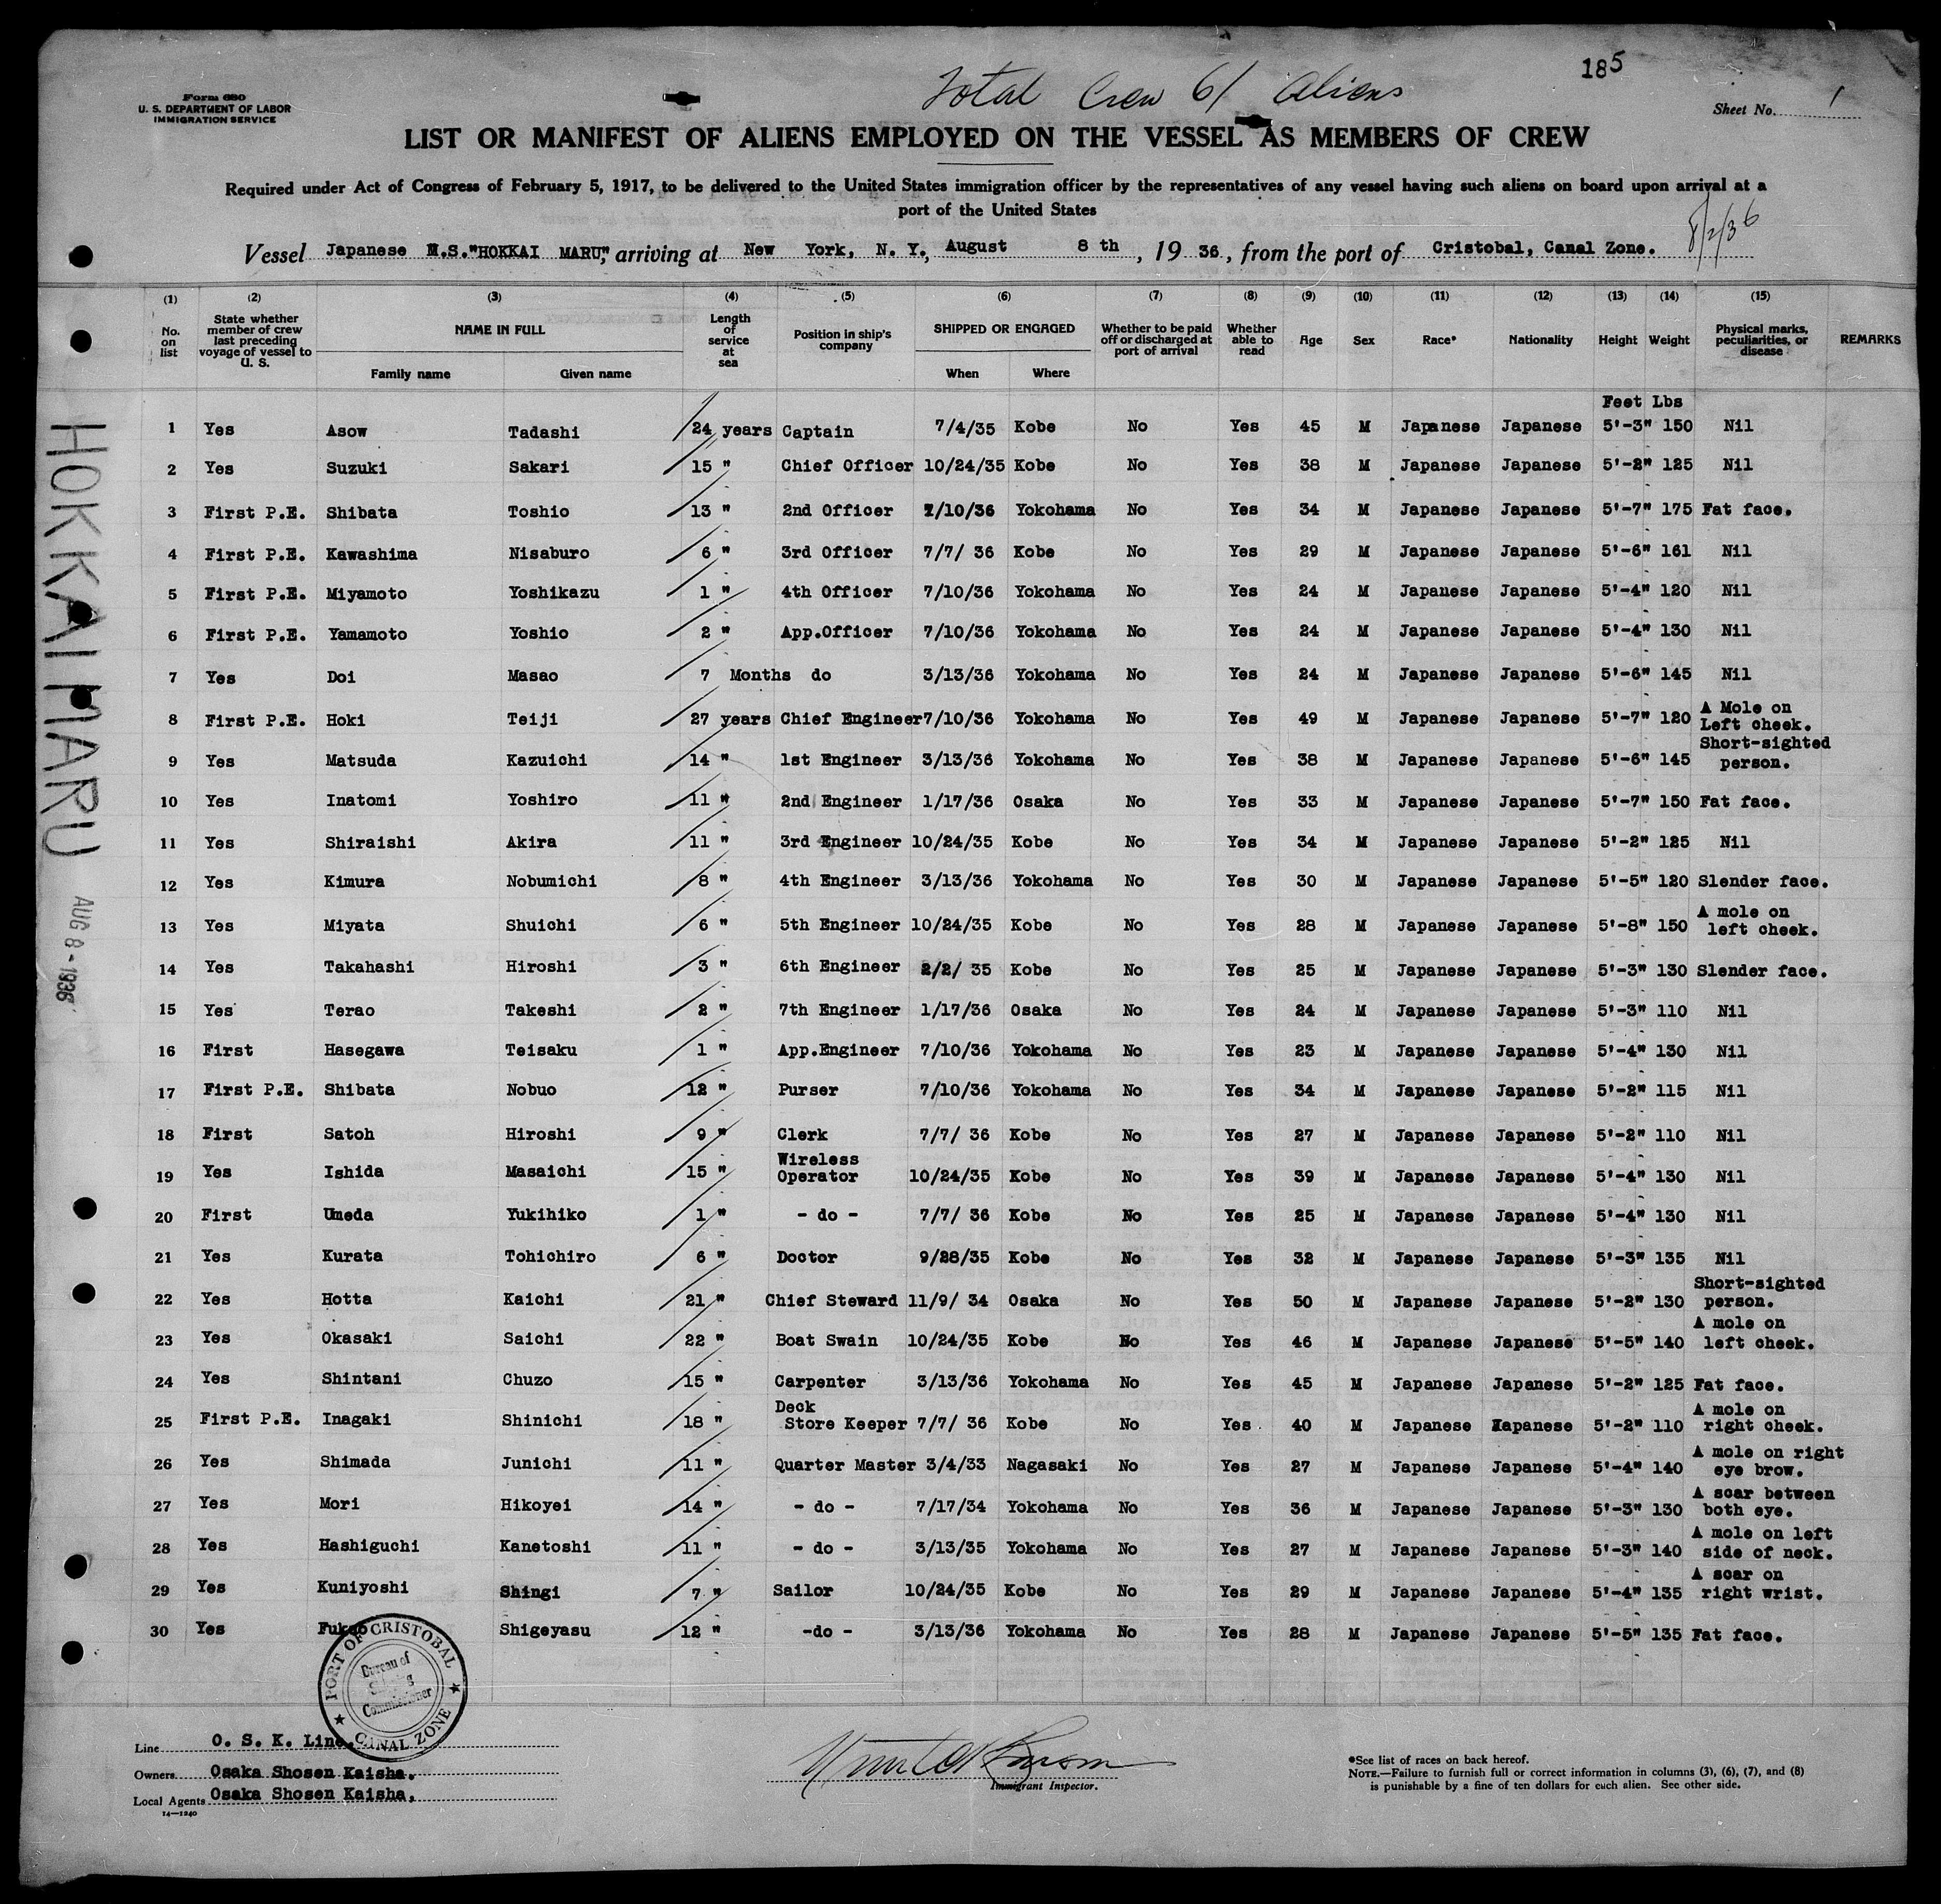 185
Total Crew 61 Aliens
Form 680
U. S. DEPARTMENT OF LABOR
IMMIGRATION SERVICE
Sheet No. 1
LIST OR MANIFEST OF ALIENS EMPLOYED ON THE VESSEL AS MEMBERS OF CREW
Required under Act of Congress of February 5, 1917, to be delivered to the United States immigration officer by the representatives of any vessel having such aliens on board upon arrival at a
port of the United States
8/2/36
Vessel Japanese M.S."HOKKAI MARU", arriving at New York, N. Y., August 8 th, 1936, from the port of Cristobal, Canal Zone.
(1) (2) (3) (4) (5) (6) (7) (8) (9) (10) (11) (12) (13) (14) (15)
No. on list State whether member of crew last preceding voyage of vessel to U. S. NAME IN FULL Family name Given name Length of service at sea Position in ship's company SHIPPED OR ENGAGED When Where Whether to be paid off or discharged at port of arrival Whether able to read Age Sex Race* Nationality Height Weight Physical marks, peculiarities, or disease REMARKS
Feet Lbs
1 Yes Asow Tadashi 24 years Captain 7/4/35 Kobe No Yes 45 M Japanese Japanese 5'-3" 150 Nil
2 Yes Suzuki Sakari 15 " Chief Officer 10/24/35 Kobe No Yes 38 M Japanese Japanese 5'-2" 125 Nil
3 First P.E. Shibata Toshio 13 " 2nd Officer 7/10/36 Yokohama No Yes 34 M Japanese Japanese 5'-7" 175 Fat face.
4 First P.E. Kawashima Nisaburo 6 " 3rd Officer 7/7/ 36 Kobe No Yes 29 M Japanese Japanese 5'-6" 161 Nil
5 First P.E. Miyamoto Yoshikazu 1 " 4th Officer 7/10/36 Yokohama No Yes 24 M Japanese Japanese 5'-4" 120 Nil
6 First P.E. Yamamoto Yoshio 2 " App.Officer 7/10/36 Yokohama No Yes 24 M Japanese Japanese 5'-4" 130 Nil
7 Yes Doi Masao 7 Months do 3/13/36 Yokohama No Yes 24 M Japanese Japanese 5'-6" 145 Nil
8 First P.E. Hoki Teiji 27 years Chief Engineer 7/10/36 Yokohama No Yes 49 M Japanese Japanese 5'-7" 120 A Mole on Left cheek.
9 Yes Matsuda Kazuichi 14 " 1st Engineer 3/13/36 Yokohama No Yes 38 M Japanese Japanese 5'-6" 145 Short-sighted person.
10 Yes Inatomi Yoshiro 11 " 2nd Engineer 1/17/36 Osaka No Yes 33 M Japanese Japanese 5'-7" 150 Fat face.
11 Yes Shiraishi Akira 11 " 3rd Engineer 10/24/35 Kobe No Yes 34 M Japanese Japanese 5'-2" 125 Nil
12 Yes Kimura Nobumichi 8 " 4th Engineer 3/13/36 Yokohama No Yes 30 M Japanese Japanese 5'-5" 120 Slender face.
13 Yes Miyata Shuichi 6 " 5th Engineer 10/24/35 Kobe No Yes 28 M Japanese Japanese 5'-8" 150 A mole on left cheek.
14 Yes Takahashi Hiroshi 3 " 6th Engineer 2/2/ 35 Kobe No Yes 25 M Japanese Japanese 5'-3" 130 Slender face.
15 Yes Terao Takeshi 2 " 7th Engineer 1/17/36 Osaka No Yes 24 M Japanese Japanese 5'-3" 110 Nil
16 First Hasegawa Teisaku 1 " App.Engineer 7/10/36 Yokohama No Yes 23 M Japanese Japanese 5'-4" 130 Nil
17 First P.E. Shibata Nobuo 12 " Purser 7/10/36 Yokohama No Yes 34 M Japanese Japanese 5'-2" 115 Nil
18 First Satoh Hiroshi 9 " Clerk 7/7/ 36 Kobe No Yes 27 M Japanese Japanese 5'-2" 110 Nil
19 Yes Ishida Masaichi 15 " Wireless Operator 10/24/35 Kobe No Yes 39 M Japanese Japanese 5'-4" 130 Nil
20 First Umeda Yukihiko 1 " - do - 7/7/ 36 Kobe No Yes 25 M Japanese Japanese 5'-4" 130 Nil
21 Yes Kurata Tohichiro 6 " Doctor 9/28/35 Kobe No Yes 32 M Japanese Japanese 5'-3" 135 Nil
22 Yes Hotta Kaichi 21 " Chief Steward 11/9/ 34 Osaka No Yes 50 M Japanese Japanese 5'-2" 130 Short-sighted person.
23 Yes Okasaki Saichi 22 " Boat Swain 10/24/35 Kobe No Yes 46 M Japanese Japanese 5'-5" 140 A mole on left cheek.
24 Yes Shintani Chuzo 15 " Carpenter 3/13/36 Yokohama No Yes 45 M Japanese Japanese 5'-2" 125 Fat face.
25 First P.E. Inagaki Shinichi 18 " Deck Store Keeper 7/7/ 36 Kobe No Yes 40 M Japanese Japanese 5'-2" 110 A mole on right cheek.
26 Yes Shimada Junichi 11 " Quarter Master 3/4/33 Nagasaki No Yes 27 M Japanese Japanese 5'-4" 140 A mole on right eye brow.
27 Yes Mori Hikoyei 14 " - do - 7/17/34 Yokohama No Yes 36 M Japanese Japanese 5'-3" 130 A scar between both eye.
28 Yes Hashiguchi Kanetoshi 11 " - do - 3/13/35 Yokohama No Yes 27 M Japanese Japanese 5'-3" 140 A mole on left side of neck.
29 Yes Kuniyoshi Shingi 7 " Sailor 10/24/35 Kobe No Yes 29 M Japanese Japanese 5'-4" 135 A scar on right wrist.
30 Yes Fukao Shigeyasu 12 " -do - 3/13/36 Yokohama No Yes 28 M Japanese Japanese 5'-5" 135 Fat face.
HOKKAI MARU
AUG 8 - 1936
PORT OF CRISTOBAL
Bureau of
Shipping
Commissioner
CANAL ZONE
Line O. S. K. Line.
Owners Osaka Shosen Kaisha.
Local Agents Osaka Shosen Kaisha.
14—1240
Immigrant Inspector.
*See list of races on back hereof.
NOTE.—Failure to furnish full or correct information in columns (3), (6), (7), and (8)
is punishable by a fine of ten dollars for each alien. See other side.